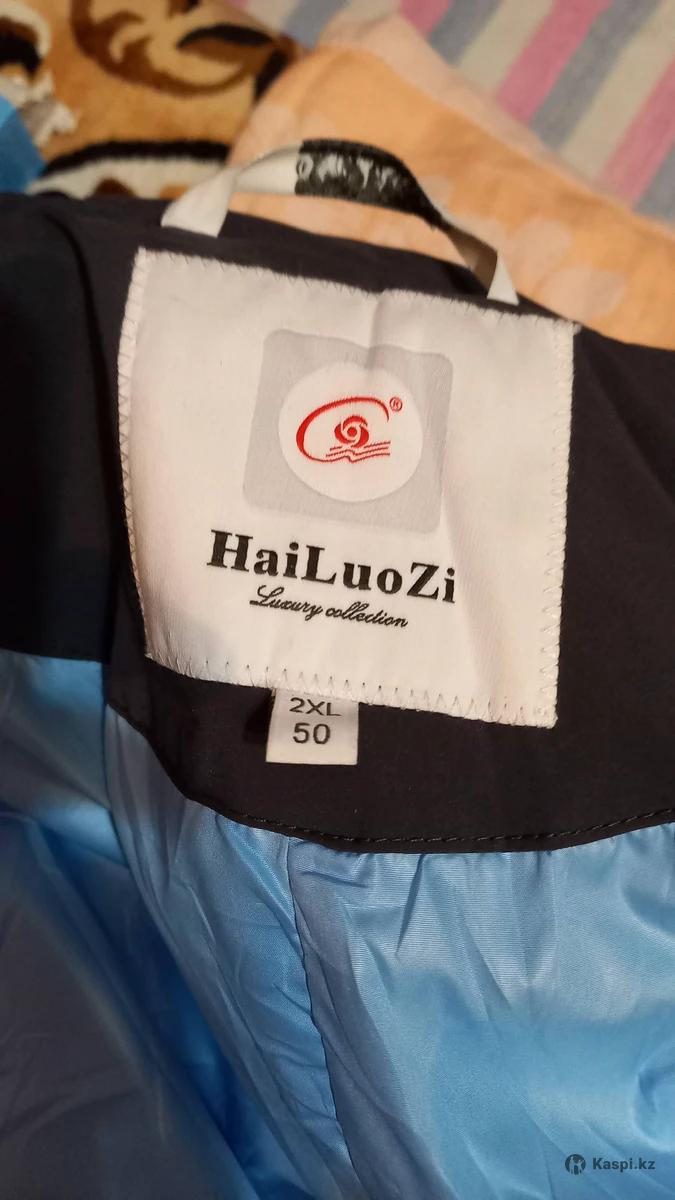 ®
HaiLuoZi
Luxury collection
2XL
50
Kaspi.kz